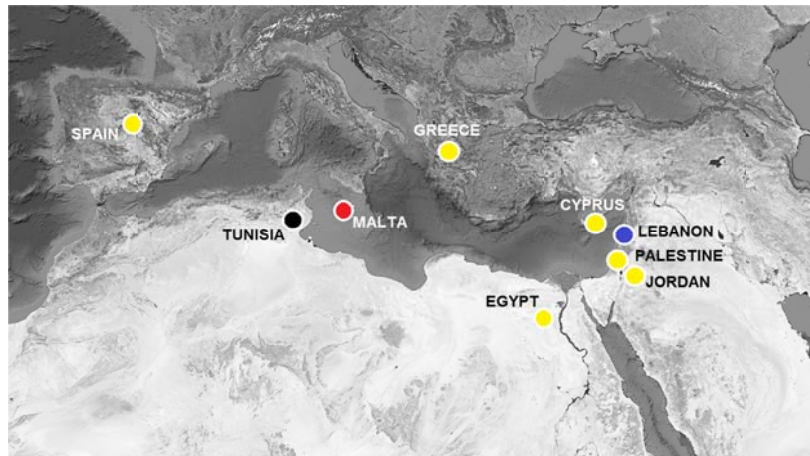 SPAIN
GREECE
TUNISIA
MALTA
CYPRUS
LEBANON
PALESTINE
JORDAN
EGYPT